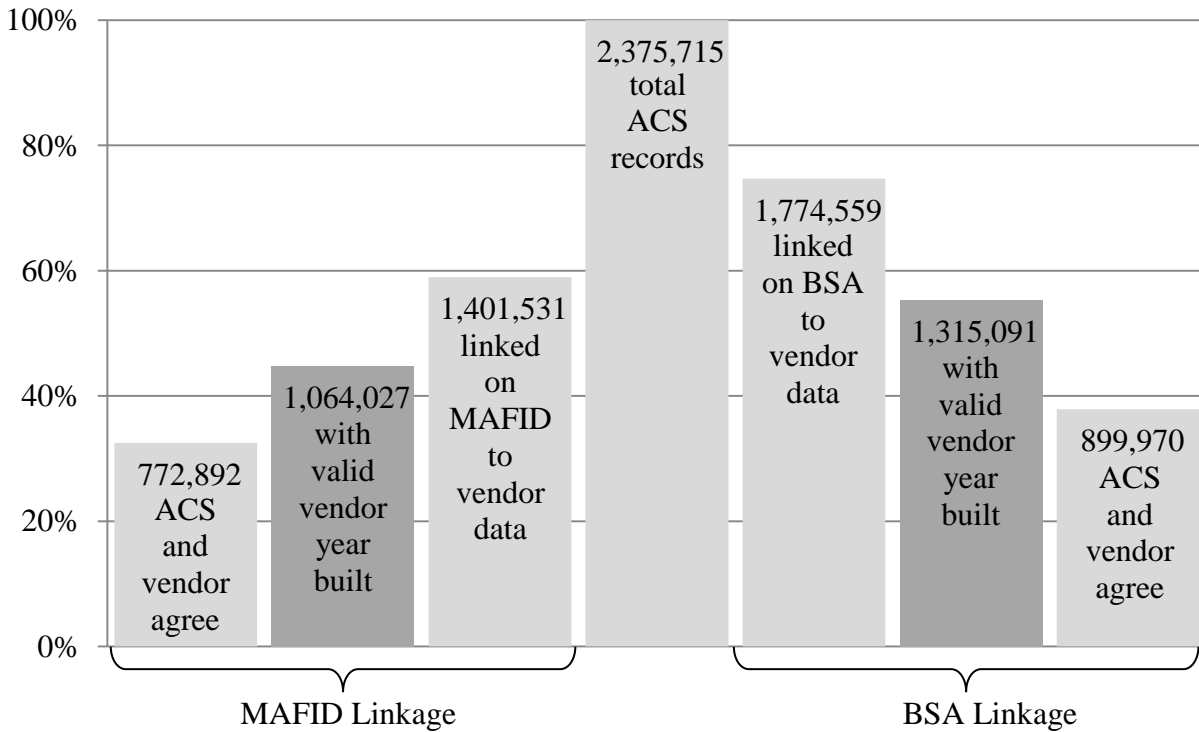 100%
80%
60%
40%
20%
0%
772,892
ACS
and
vendor
agree
1,064,027
with
valid
vendor
year
built
1,401,531
linked
on
MAFID
to
vendor
data
2,375,715
total
ACS
records
1,774,559
linked
on BSA
to
vendor
data
1,315,091
with
valid
vendor
year
built
899,970
ACS
and
vendor
agree
MAFID Linkage
BSA Linkage